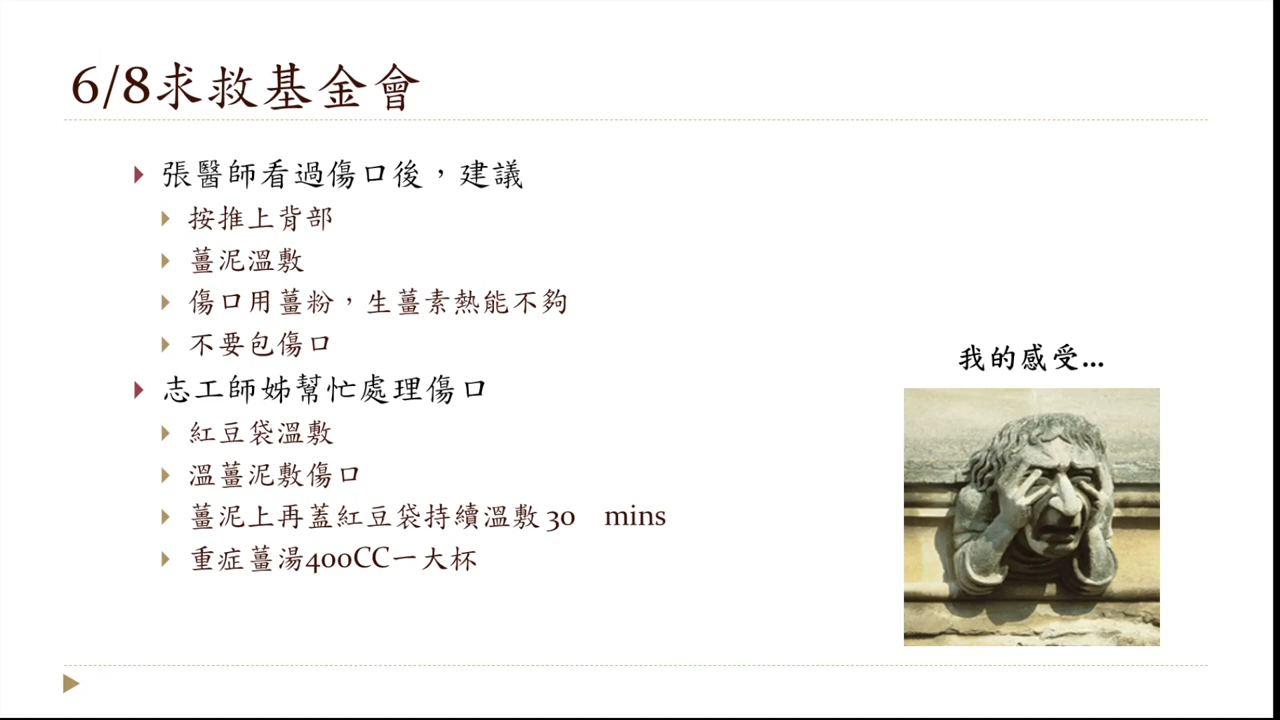 6/8求救基金會
張醫師看過傷口後，建議
按推上背部
薑泥溫敷
傷口用薑粉，生薑素熱能不夠
不要包傷口
志工師姊幫忙處理傷口
紅豆袋溫敷
溫薑泥敷傷口
薑泥上再蓋紅豆袋持續溫敷30 mins
重症薑湯400CC一大杯
我的感受...